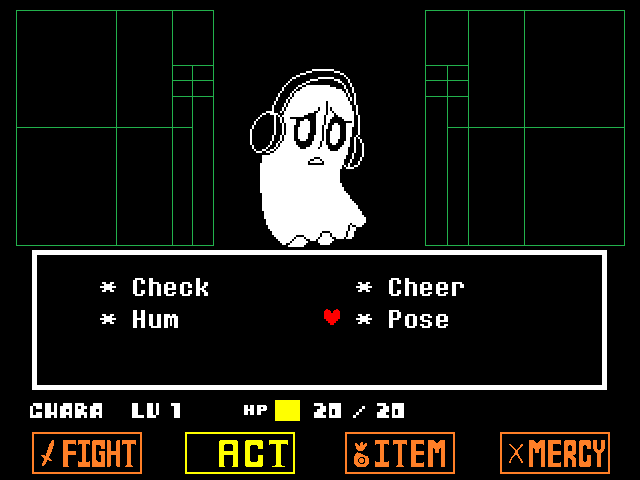 * Check * Cheer
* Hum * Pose
CHARA LV 1 HP 20 / 20
FIGHT ACT ITEM MERCY